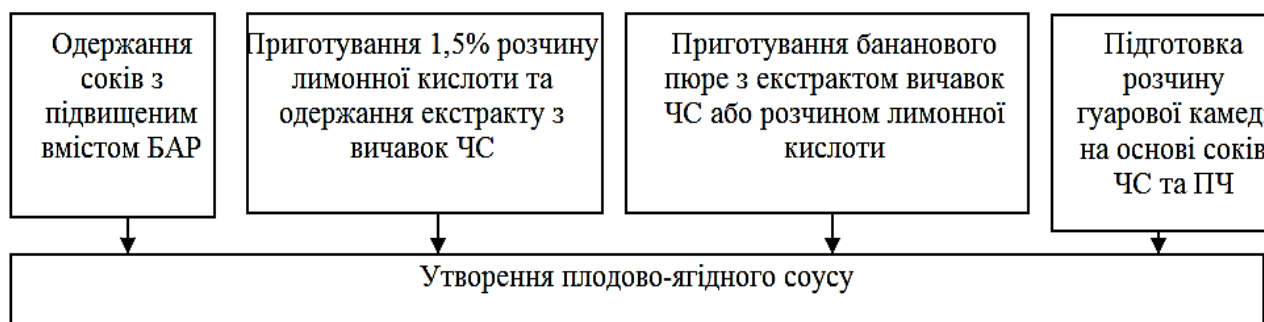 Одержання
соків з
підвищеним
вмістом БАР
Приготування 1,5% розчину
лимонної кислоти та
одержання екстракту з
вичавок ЧС
Приготування бананового
пюре з екстрактом вичавок
ЧС або розчином лимонної
кислоти
Підготовка
розчину
гуарової камеді
на основі соків
ЧС та ПЧ
Утворення плодово-ягідного соусу